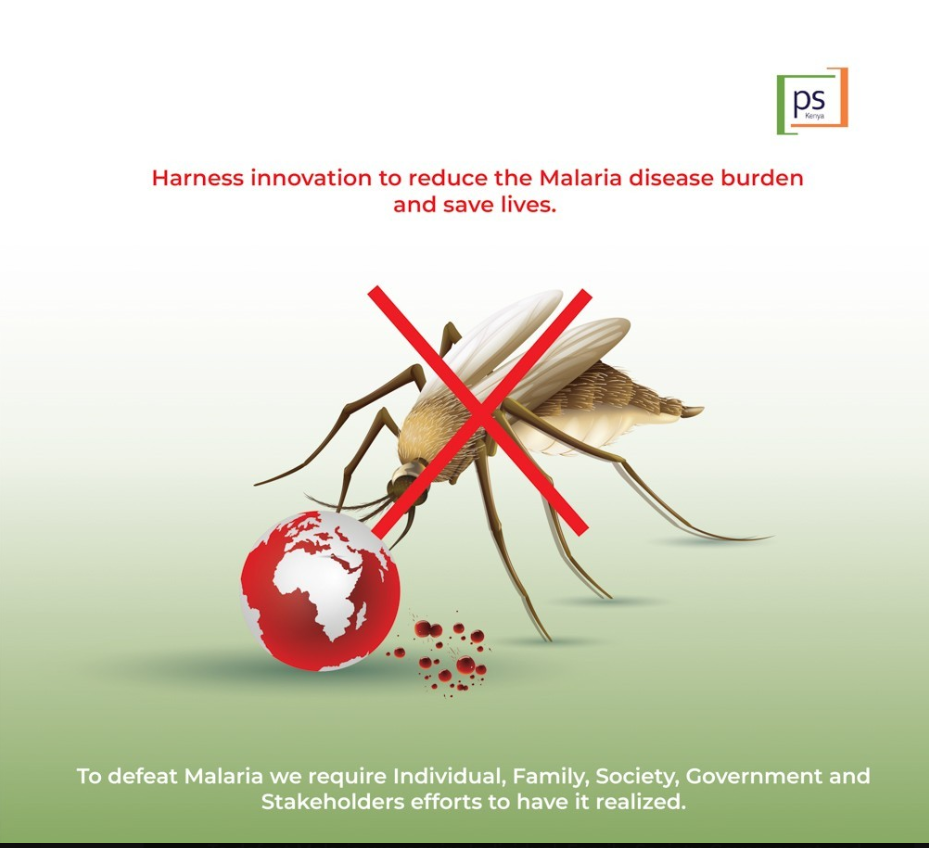 ps
Kenya
Harness innovation to reduce the Malaria disease burden
and save lives.
To defeat Malaria we require Individual, Family, Society, Government and
Stakeholders efforts to have it realized.